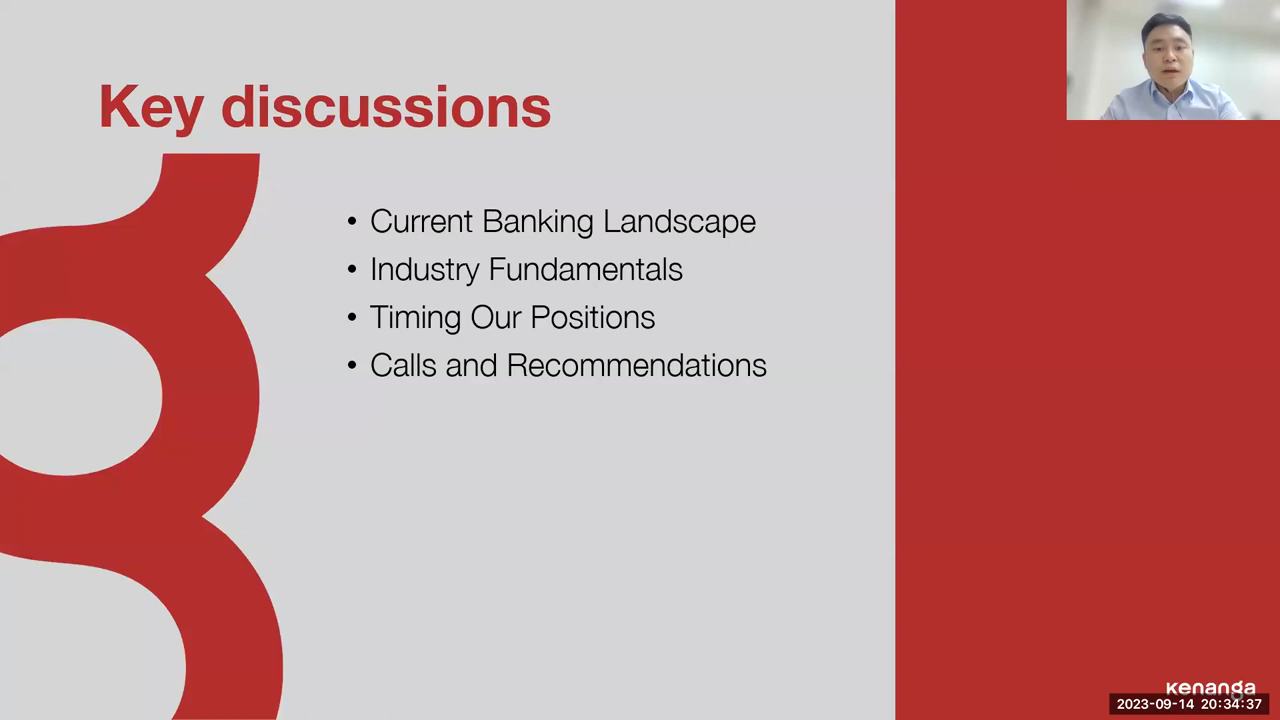 Key discussions
• Current Banking Landscape
• Industry Fundamentals
• Timing Our Positions
• Calls and Recommendations
kenanga
2023-09-14 20:34:37